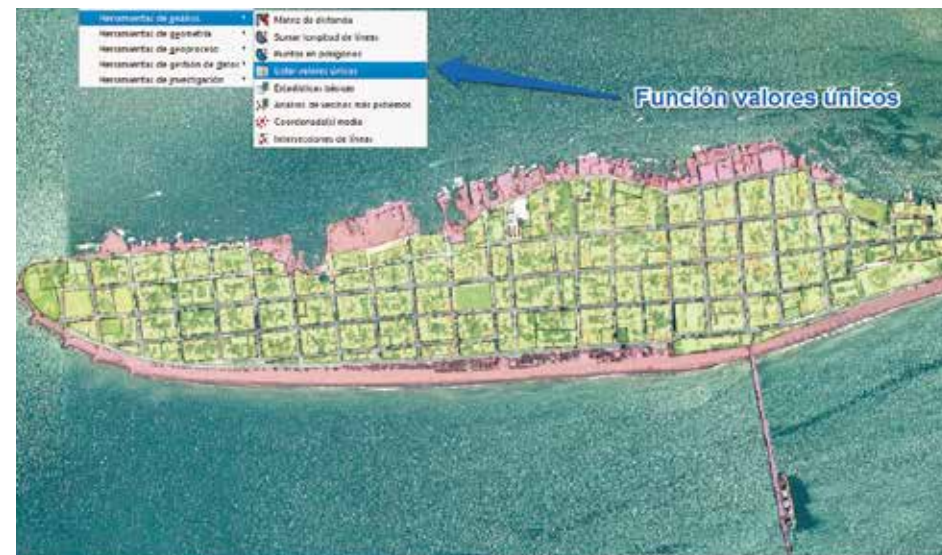 Herramientas de análisis
Herramientas de geometría
Herramientas de geoproceso
Herramientas de gestión de datos
Herramientas de investigación
Matriz de distancia
Sumar longitud de líneas
Puntos en polígonos
Listar valores únicos
Estadísticas básicas
Análisis de vecinos más próximos
Coordenada(s) media
Intersecciones de líneas
Función valores únicos